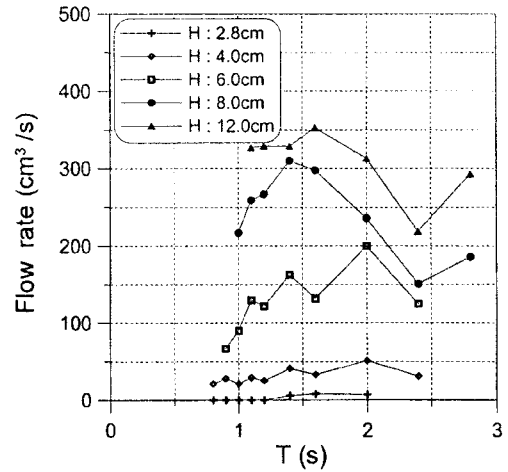 500
400
300
200
100
0
Flow rate (cm³/s)
H : 2.8cm
H : 4.0cm
H : 6.0cm
H : 8.0cm
H : 12.0cm
0 1 2 3
T (s)